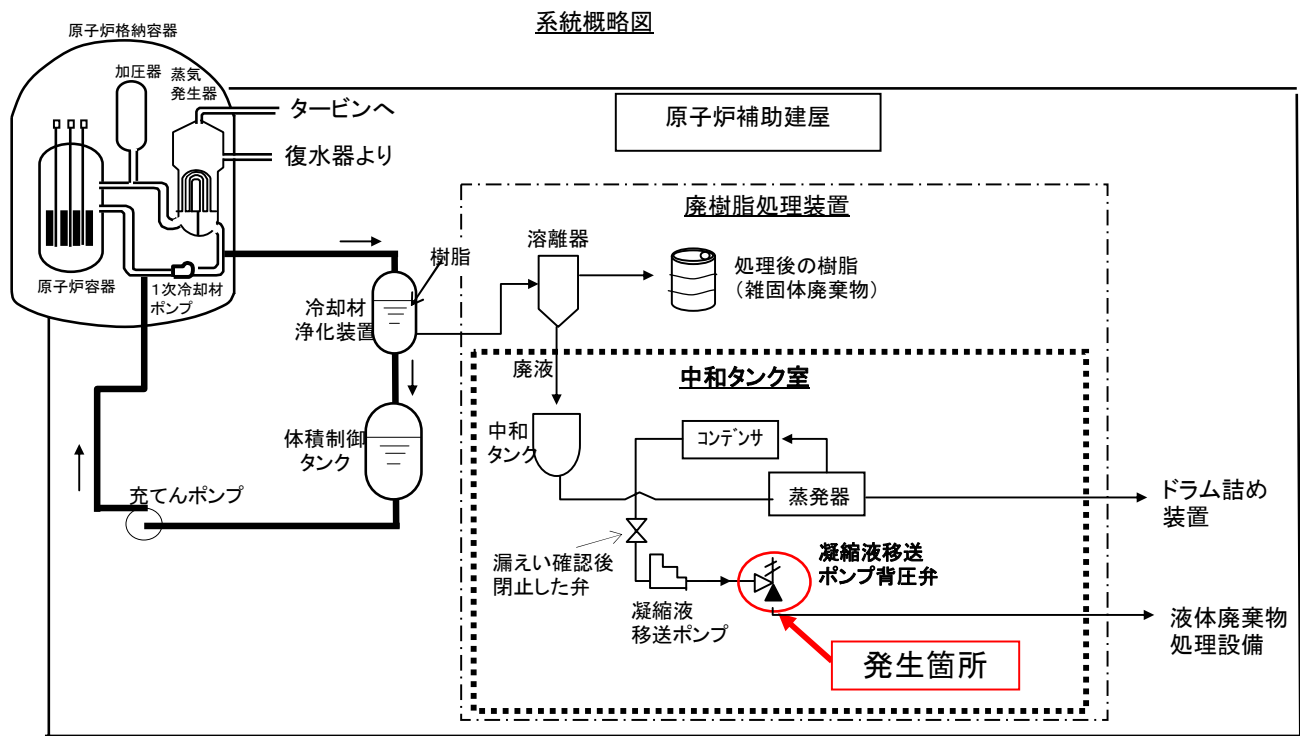 系統概略図
原子炉格納容器
加圧器
蒸気
発生器
タービンへ
復水器より
原子炉容器
1次冷却材
ポンプ
原子炉補助建屋
廃樹脂処理装置
樹脂
溶離器
処理後の樹脂
(雑固体廃棄物)
冷却材
浄化装置
廃液
中和タンク室
体積制御
タンク
中和
タンク
コンデンサ
蒸発器
ドラム詰め
装置
充てんポンプ
漏えい確認後
閉止した弁
凝縮液移送
ポンプ背圧弁
凝縮液
移送ポンプ
液体廃棄物
処理設備
発生箇所